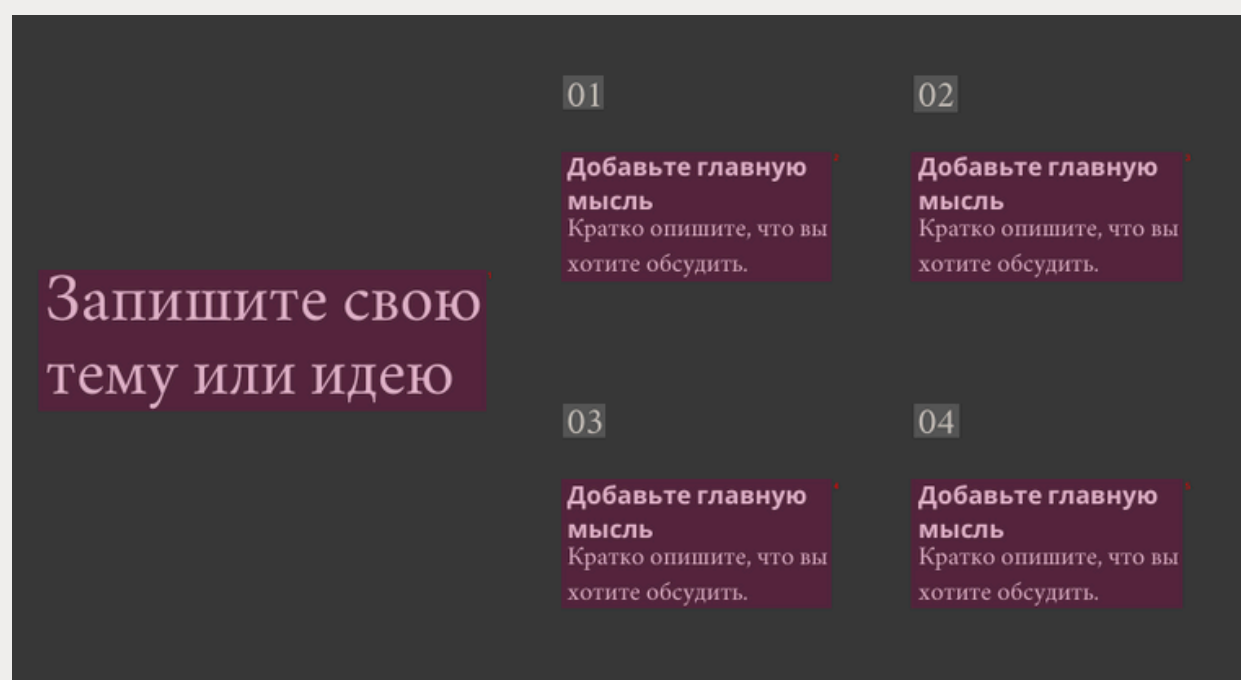 Запишите свою
тему или идею
01
Добавьте главную
мысль
Кратко опишите, что вы
хотите обсудить.
02
Добавьте главную
мысль
Кратко опишите, что вы
хотите обсудить.
03
Добавьте главную
мысль
Кратко опишите, что вы
хотите обсудить.
04
Добавьте главную
мысль
Кратко опишите, что вы
хотите обсудить.